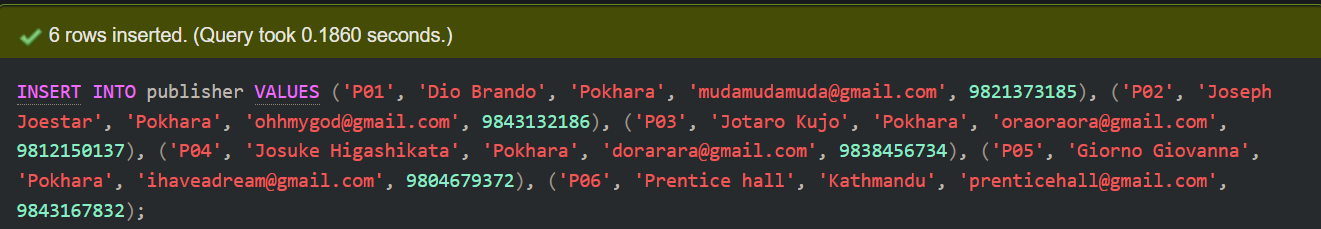 6 rows inserted. (Query took 0.1860 seconds.)
INSERT INTO publisher VALUES ('P01', 'Dio Brando', 'Pokhara', 'mudamudamuda@gmail.com', 9821373185), ('P02', 'Joseph
Joestar', 'Pokhara', 'ohhmygod@gmail.com', 9843132186), ('P03', 'Jotaro Kujo', 'Pokhara', 'oraoraora@gmail.com',
9812150137), ('P04', 'Josuke Higashikata', 'Pokhara', 'dorarara@gmail.com', 9838456734), ('P05', 'Giorno Giovanna',
'Pokhara', 'ihaveadream@gmail.com', 9804679372), ('P06', 'Prentice hall', 'Kathmandu', 'prenticehall@gmail.com',
9843167832);